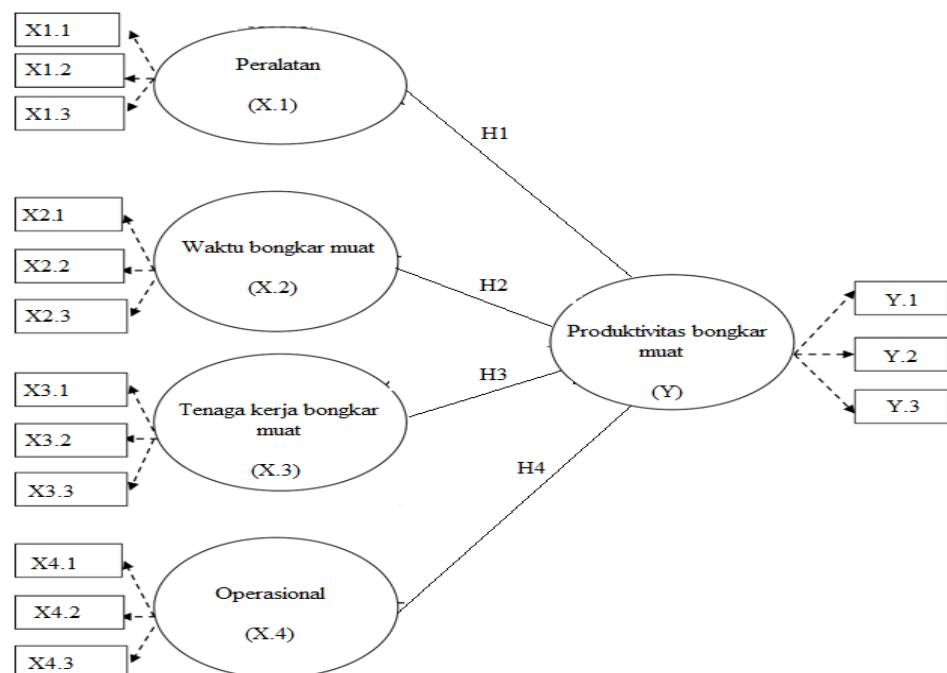 X1.1
X1.2
X1.3
Peralatan
(X.1)
H1
X2.1
X2.2
X2.3
Waktu bongkar muat
(X.2)
H2
Produktivitas bongkar
muat
(Y)
Y.1
Y.2
Y.3
X3.1
X3.2
X3.3
Tenaga kerja bongkar
muat
(X.3)
H3
H4
X4.1
X4.2
X4.3
Operasional
(X.4)